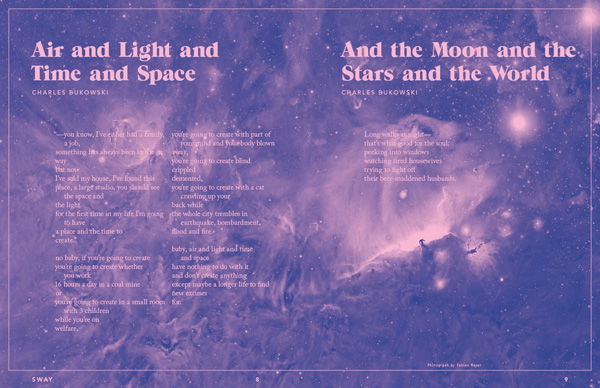 Air and Light and
Time and Space
CHARLES BUKOWSKI
"—you know, I've either had a family,
a job,
something has always been in the
way
but now
I've sold my house, I've found this
place, a large studio, you should see
the space and
the light.
for the first time in my life I'm going
to have
a place and the time to
create."
no baby, if you're going to create
you're going to create whether
you work
16 hours a day in a coal mine
or
you're going to create in a small room
with 3 children
while you're on
welfare,
you're going to create with part of
your mind and your body blown
away,
you're going to create blind
crippled
demented,
you're going to create with a cat
crawling up your
back while
the whole city trembles in
earthquake, bombardment,
flood and fire.
baby, air and light and time
and space
have nothing to do with it
and don't create anything
except maybe a longer life to find
new excuses
for.
And the Moon and the
Stars and the World
CHARLES BUKOWSKI
Long walks at night—
that's what good for the soul:
peeking into windows
watching tired housewives
trying to fight off
their beer-maddened husbands.
Photograph by
SWAY
8
9